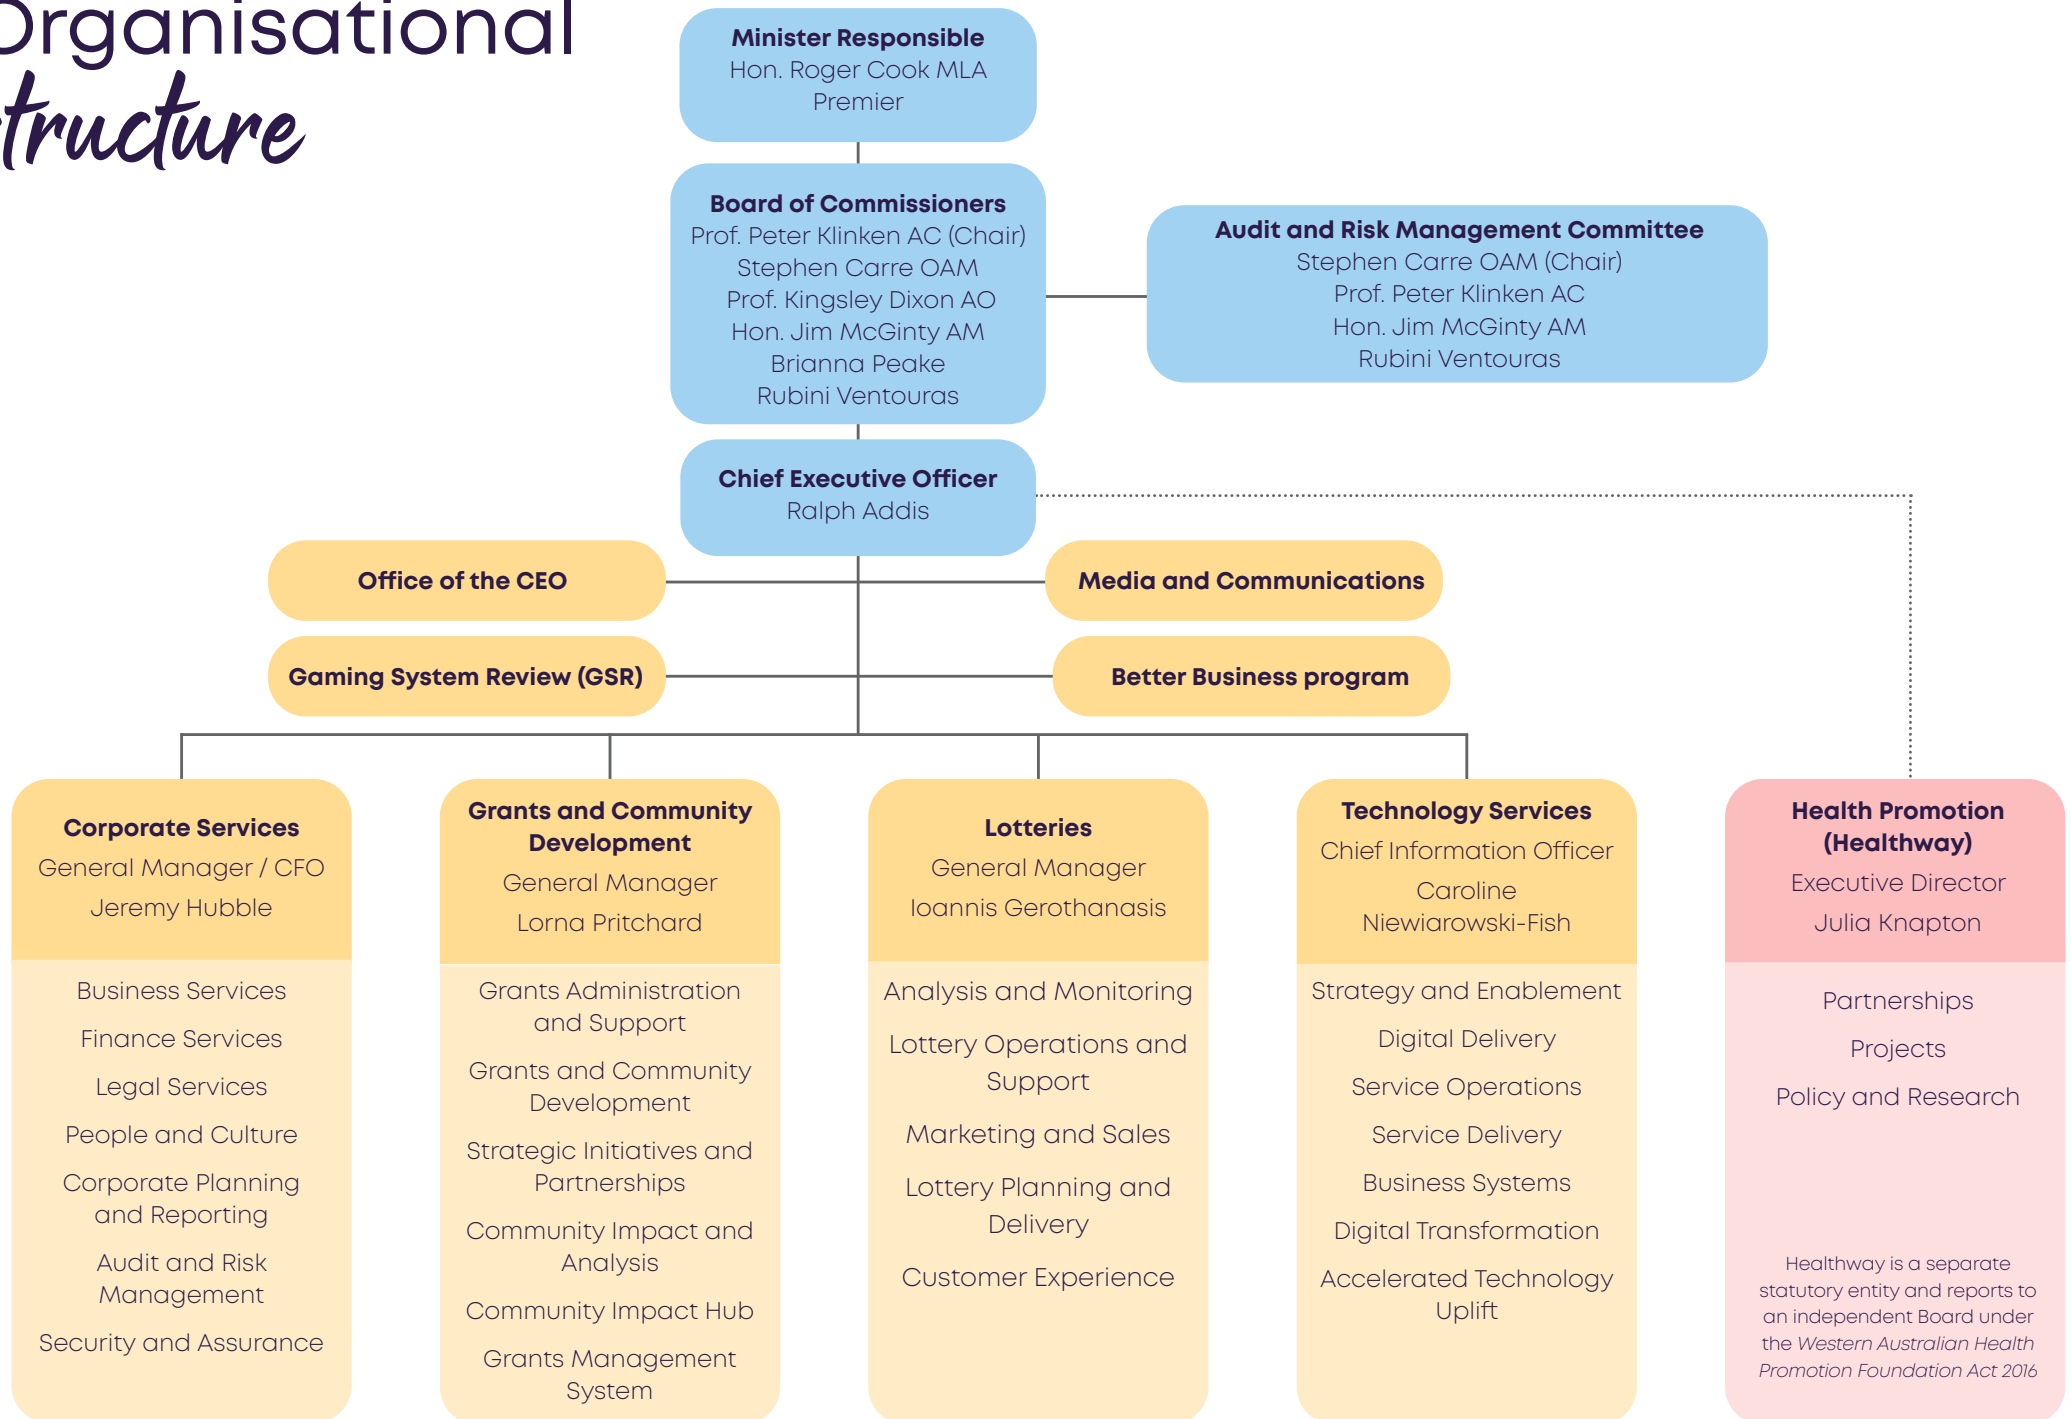 Organisational
structure
Minister Responsible
Hon. Roger Cook MLA
Premier
Board of Commissioners
Prof. Peter Klinken AC (Chair)
Stephen Carre OAM
Prof. Kingsley Dixon AO
Hon. Jim McGinty AM
Brianna Peake
Rubini Ventouras
Audit and Risk Management Committee
Stephen Carre OAM (Chair)
Prof. Peter Klinken AC
Hon. Jim McGinty AM
Rubini Ventouras
Chief Executive Officer
Ralph Addis
Office of the CEO
Media and Communications
Gaming System Review (GSR)
Better Business program
Corporate Services
General Manager / CFO
Jeremy Hubble
Business Services
Finance Services
Legal Services
People and Culture
Corporate Planning
and Reporting
Audit and Risk
Management
Security and Assurance
Grants and Community
Development
General Manager
Lorna Pritchard
Grants Administration
and Support
Grants and Community
Development
Strategic Initiatives and
Partnerships
Community Impact and
Analysis
Community Impact Hub
Grants Management
System
Lotteries
General Manager
Ioannis Gerothanasis
Analysis and Monitoring
Lottery Operations and
Support
Marketing and Sales
Lottery Planning and
Delivery
Customer Experience
Technology Services
Chief Information Officer
Caroline
Niewiarowski-Fish
Strategy and Enablement
Digital Delivery
Service Operations
Service Delivery
Business Systems
Digital Transformation
Accelerated Technology
Uplift
Health Promotion
(Healthway)
Executive Director
Julia Knapton
Partnerships
Projects
Policy and Research
Healthway is a separate
statutory entity and reports to
an independent Board under
the Western Australian Health
Promotion Foundation Act 2016